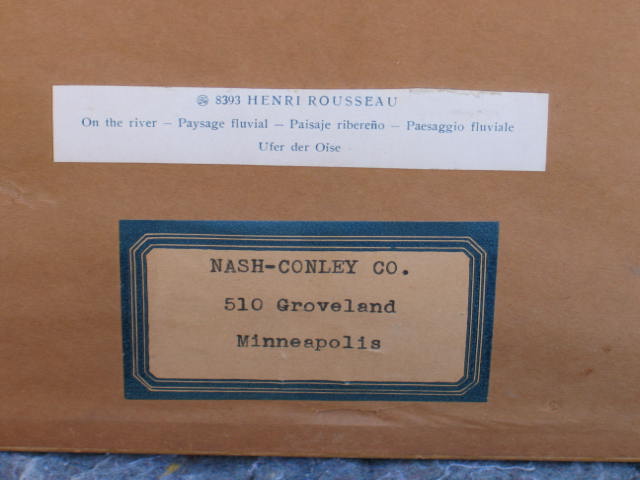 8393 HENRI ROUSSEAU
On the river – Paysage fluvial – Paisaje ribereño – Paesaggio fluviale
Ufer der Oise
NASH-CONLEY CO.
510 Groveland
Minneapolis